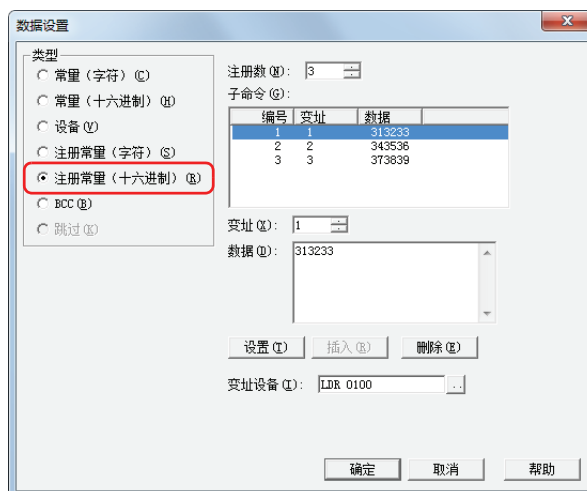 数据设置
类型
常量（字符）(C)
常量（十六进制）(H)
设备(V)
注册常量（字符）(S)
注册常量（十六进制）(R)
BCC(B)
跳过(K)
注册数(N)： 3
子命令(G)：
编号 变址 数据
1 1 313233
2 2 343536
3 3 373839
变址(X)： 1
数据(D)： 313233
设置(T) 插入(R) 删除(E)
变址设备(I)： LDR 0100 ..
确定 取消 帮助